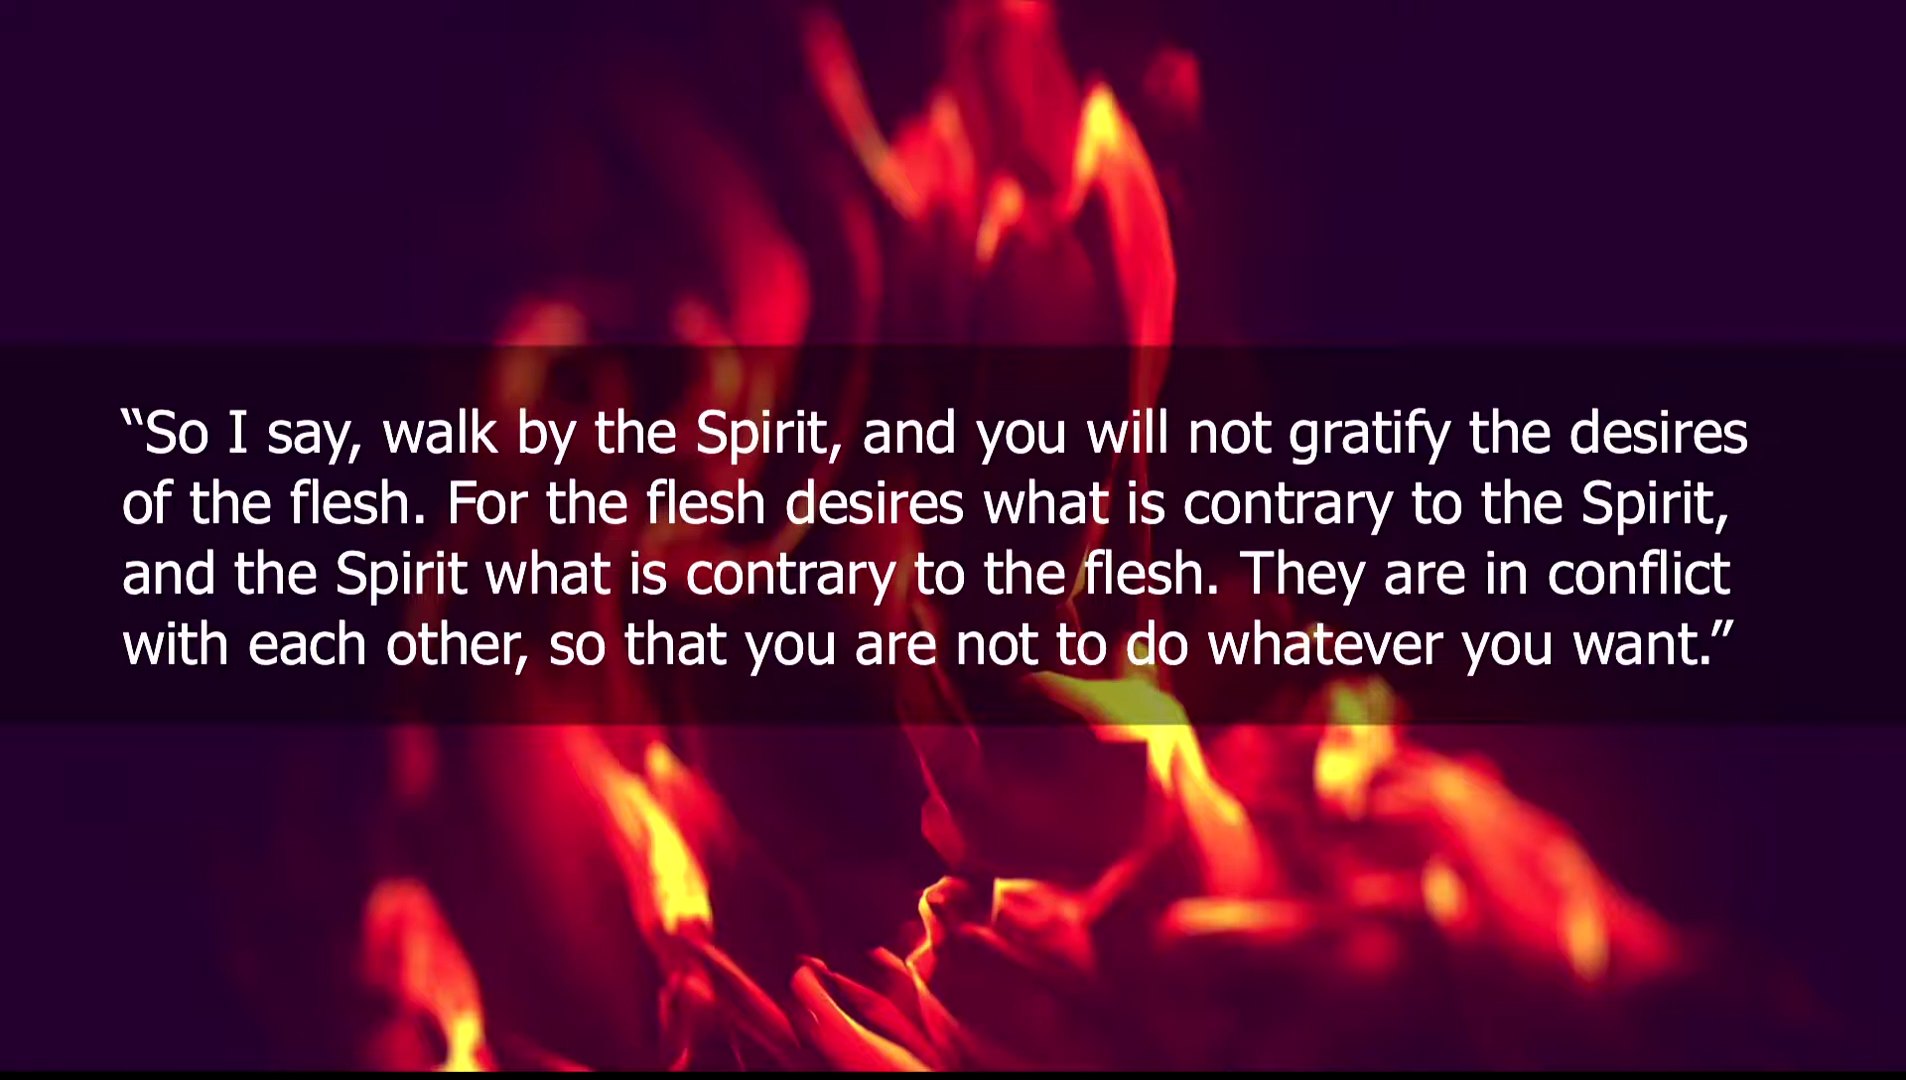 “So I say, walk by the Spirit, and you will not gratify the desires
of the flesh. For the flesh desires what is contrary to the Spirit,
and the Spirit what is contrary to the flesh. They are in conflict
with each other, so that you are not to do whatever you want.”